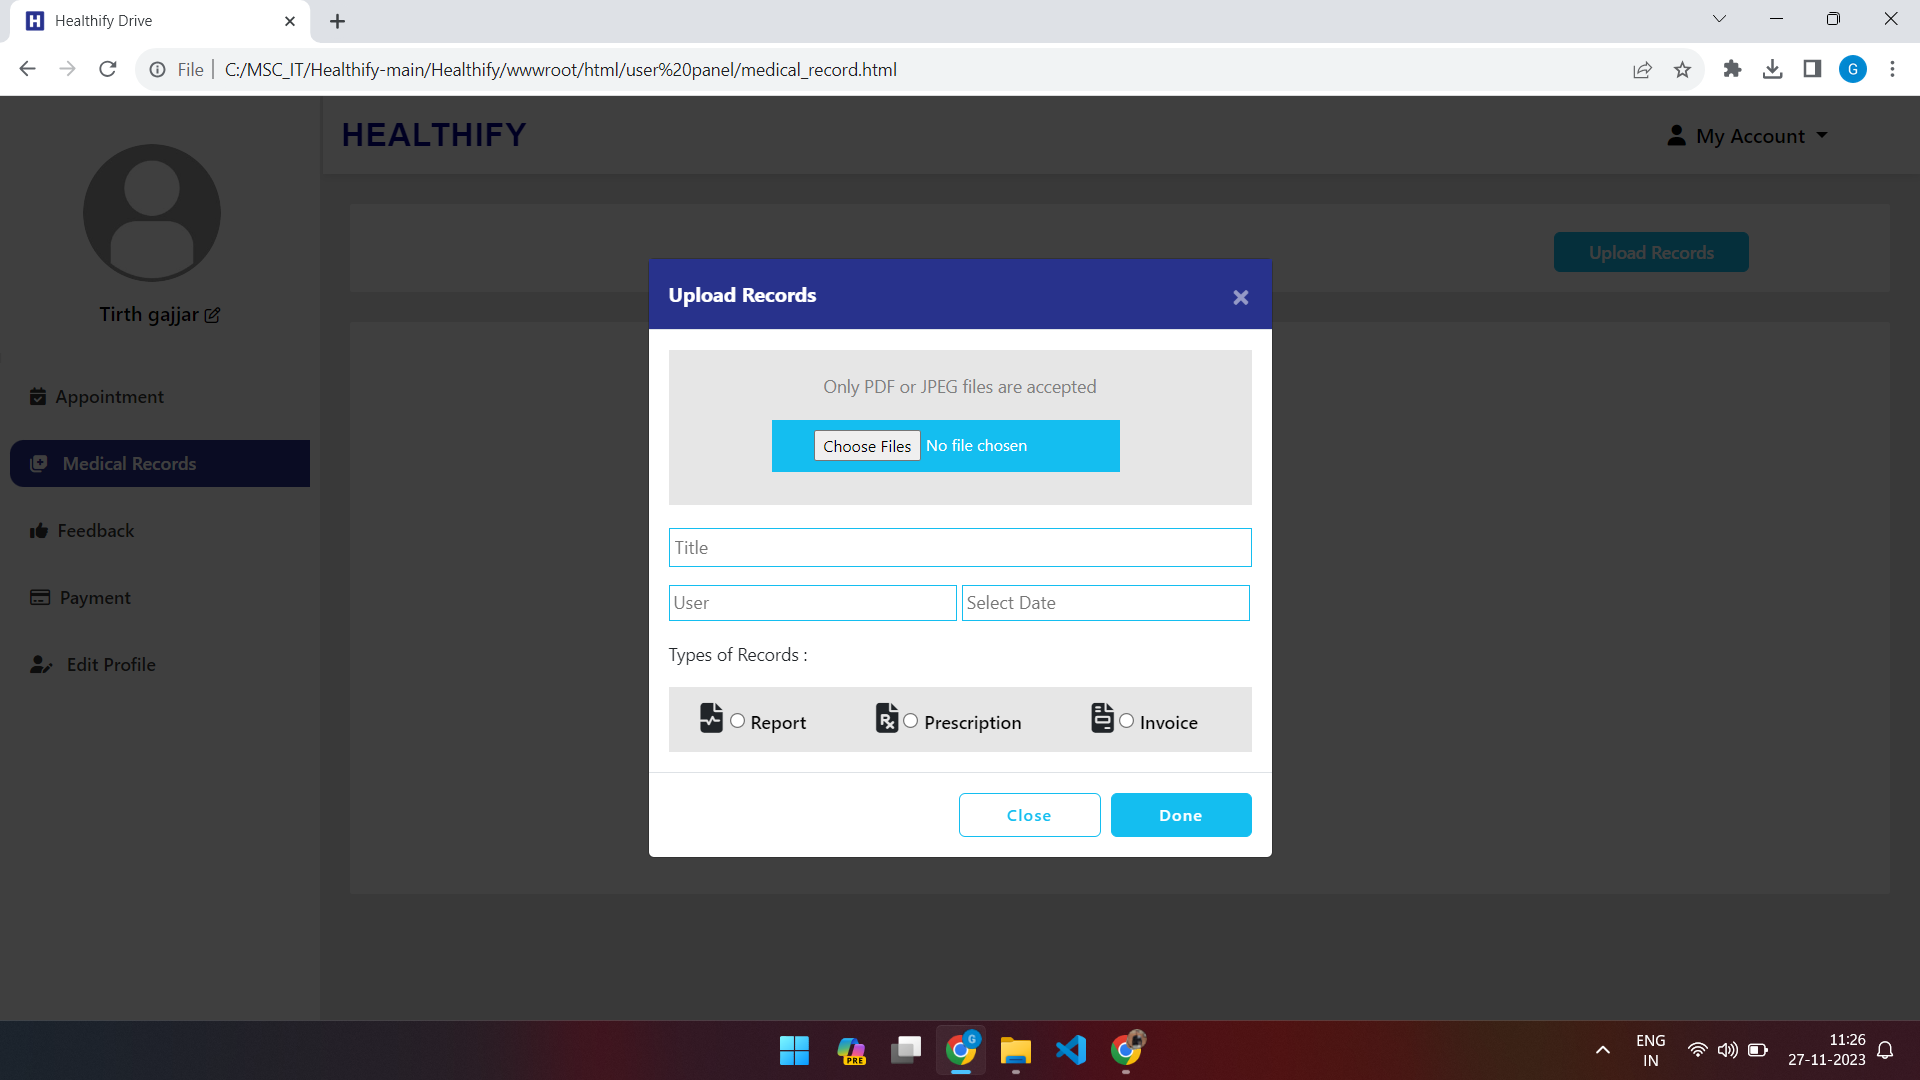 H Healthify Drive
File C:/MSC_IT/Healthify-main/Healthify/wwwroot/html/user%20panel/medical_record.html
G
HEALTHIFY
My Account
Tirth gajjar
Upload Records
Appointment
Medical Records
Feedback
Payment
Edit Profile
Upload Records
×
Only PDF or JPEG files are accepted
Choose Files No file chosen
Title
User Select Date
Types of Records :
Report Prescription Invoice
Close Done
PRE
G
ENG
IN
11:26
27-11-2023